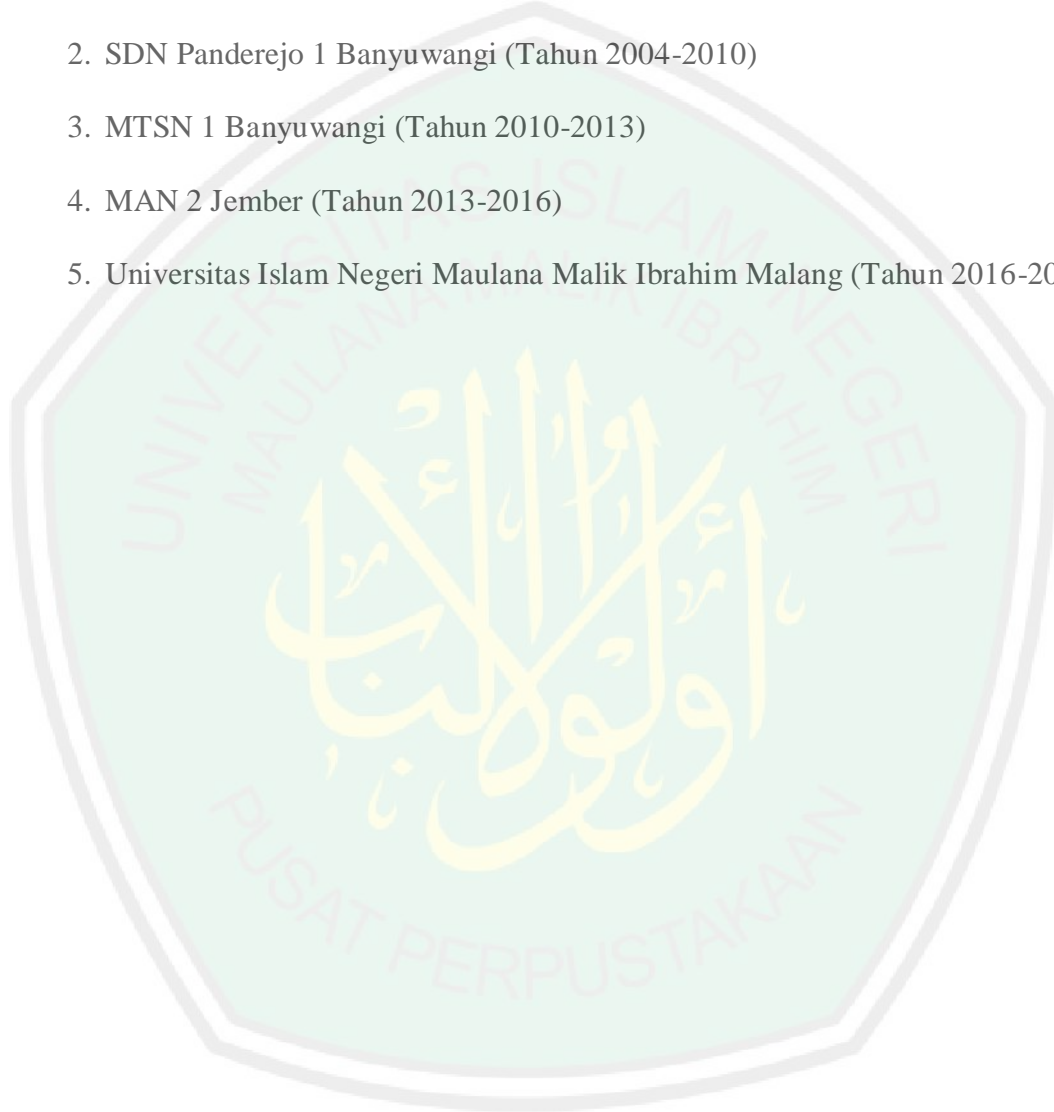 2. SDN Panderejo 1 Banyuwangi (Tahun 2004-2010)
3. MTSN 1 Banyuwangi (Tahun 2010-2013)
4. MAN 2 Jember (Tahun 2013-2016)
5. Universitas Islam Negeri Maulana Malik Ibrahim Malang (Tahun 2016-20
UNIVERSITAS ISLAM NEGERI
MAULANA MALIK IBRAHIM
أولوا الألباب
PUSAT PERPUSTAKAAN